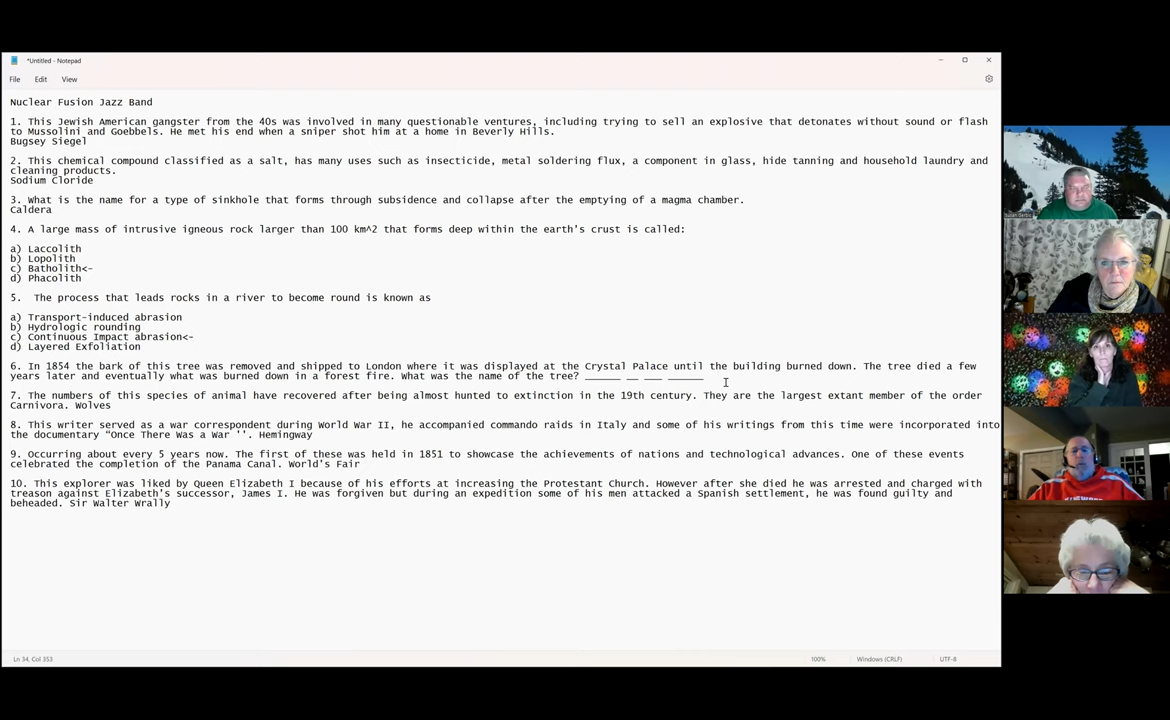 *Untitled - Notepad
File Edit View
Nuclear Fusion Jazz Band
1. This Jewish American gangster from the 40s was involved in many questionable ventures, including trying to sell an explosive that detonates without sound or flash
to Mussolini and Goebbels. He met his end when a sniper shot him at a home in Beverly Hills.
Bugsey Siegel
2. This chemical compound classified as a salt, has many uses such as insecticide, metal soldering flux, a component in glass, hide tanning and household laundry and
cleaning products.
Sodium Cloride
3. What is the name for a type of sinkhole that forms through subsidence and collapse after the emptying of a magma chamber.
Caldera
4. A large mass of intrusive igneous rock larger than 100 km^2 that forms deep within the earth's crust is called:
a) Laccolith
b) Lopolith
c) Batholith<-
d) Phacolith
5.  The process that leads rocks in a river to become round is known as
a) Transport-induced abrasion
b) Hydrologic rounding
c) Continuous Impact abrasion<-
d) Layered Exfoliation
6. In 1854 the bark of this tree was removed and shipped to London where it was displayed at the Crystal Palace until the building burned down. The tree died a few
years later and eventually what was burned down in a forest fire. What was the name of the tree? ______ __ ___ ______
7. The numbers of this species of animal have recovered after being almost hunted to extinction in the 19th century. They are the largest extant member of the order
Carnivora. Wolves
8. This writer served as a war correspondent during World War II, he accompanied commando raids in Italy and some of his writings from this time were incorporated into
the documentary “Once There Was a War ''. Hemingway
9. Occurring about every 5 years now. The first of these was held in 1851 to showcase the achievements of nations and technological advances. One of these events
celebrated the completion of the Panama Canal. World's Fair
10. This explorer was liked by Queen Elizabeth I because of his efforts at increasing the Protestant Church. However after she died he was arrested and charged with
treason against Elizabeth's successor, James I. He was forgiven but during an expedition some of his men attacked a Spanish settlement, he was found guilty and
beheaded. Sir Walter Wrally
Ln 34, Col 353 100% Windows (CRLF) UTF-8
Susan Gerbic